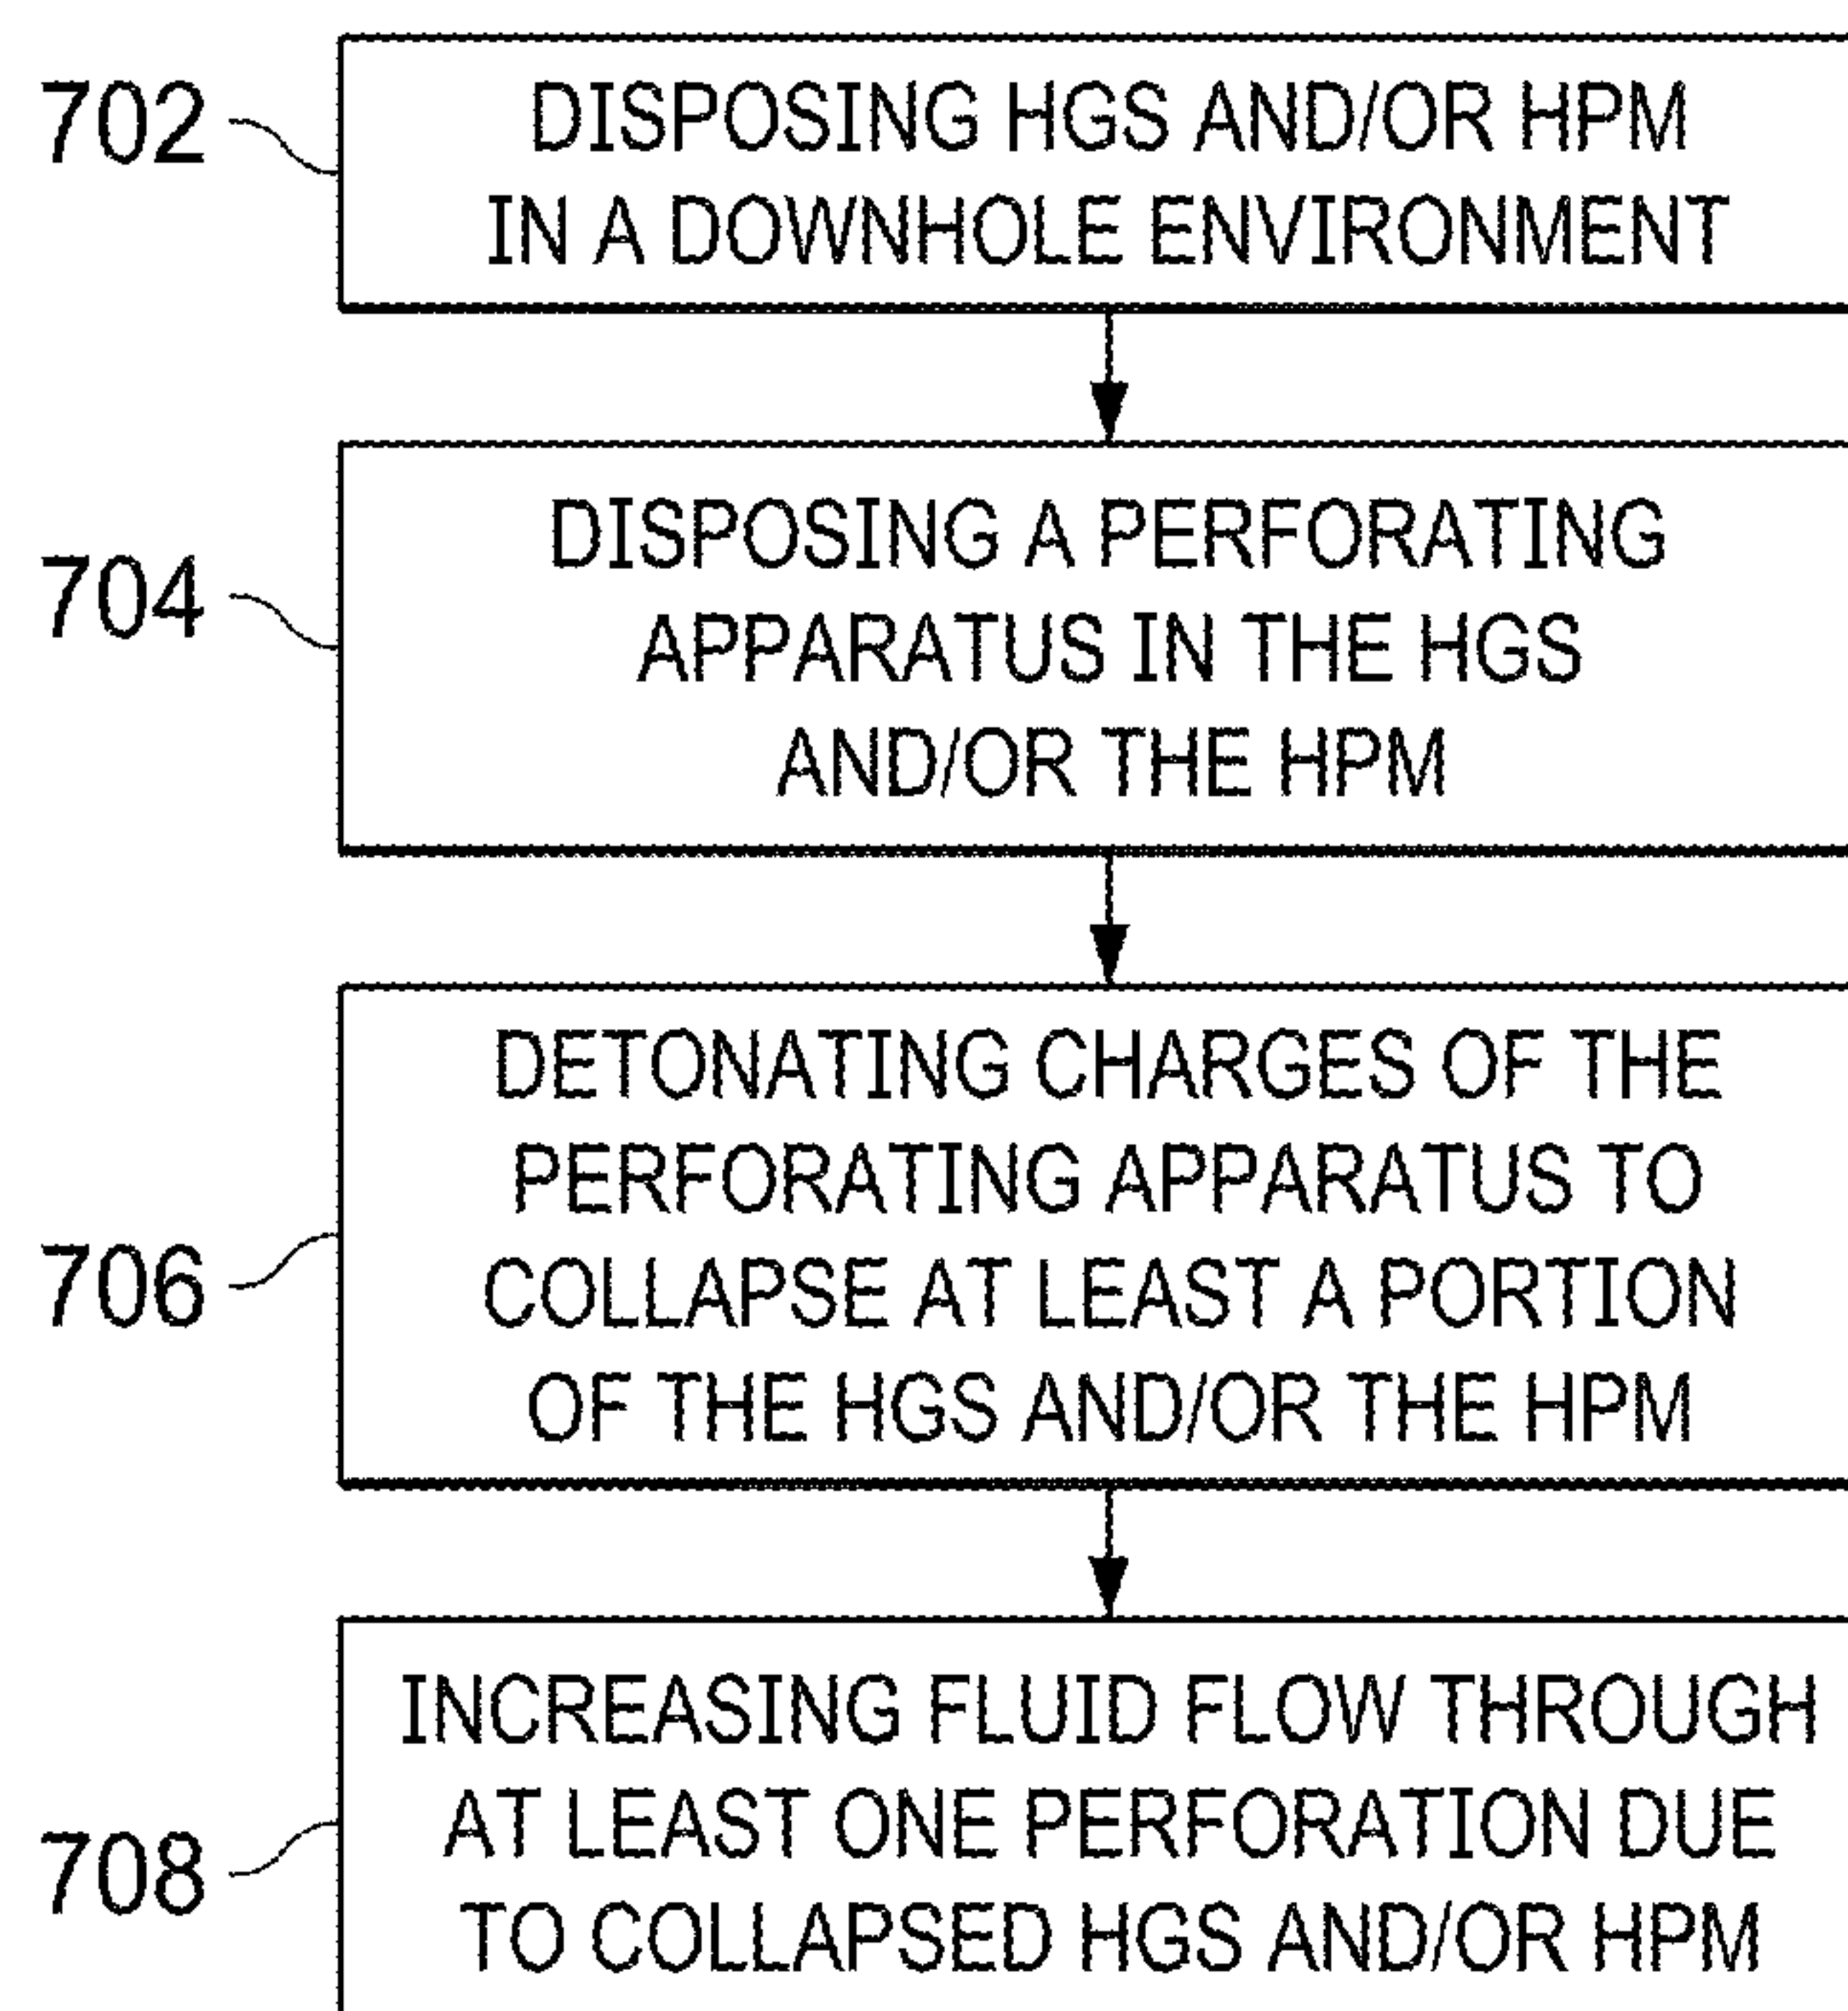 702
DISPOSING HGS AND/OR HPM
IN A DOWNHOLE ENVIRONMENT
704
DISPOSING A PERFORATING
APPARATUS IN THE HGS
AND/OR THE HPM
706
DETONATING CHARGES OF THE
PERFORATING APPARATUS TO
COLLAPSE AT LEAST A PORTION
OF THE HGS AND/OR THE HPM
708
INCREASING FLUID FLOW THROUGH
AT LEAST ONE PERFORATION DUE
TO COLLAPSED HGS AND/OR HPM